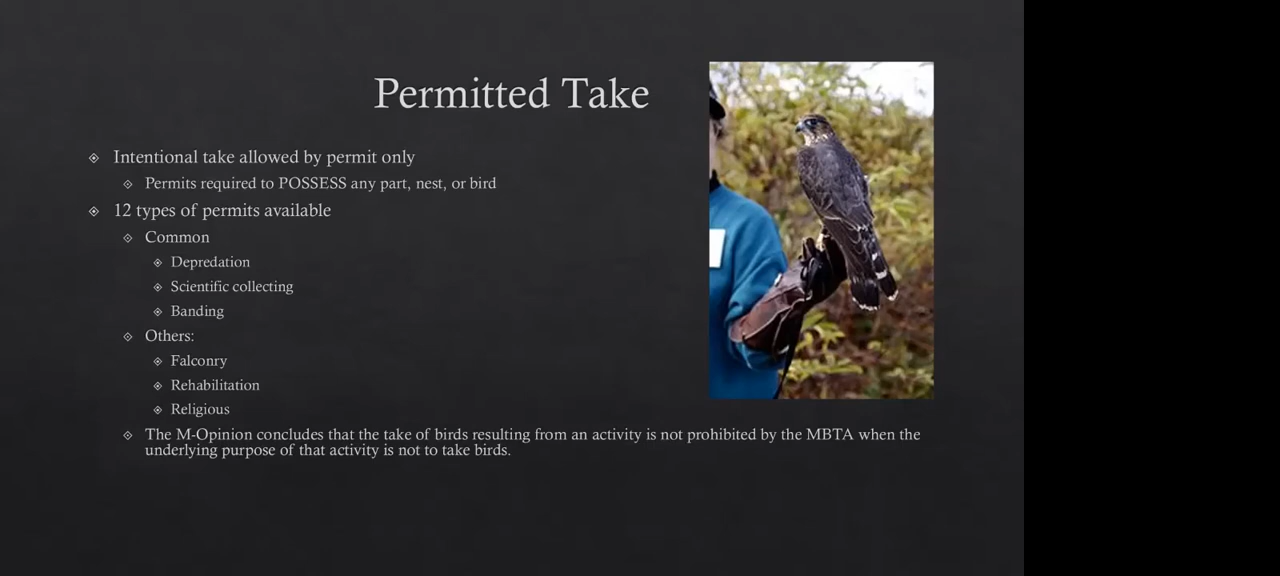 Permitted Take
Intentional take allowed by permit only
Permits required to POSSESS any part, nest, or bird
12 types of permits available
Common
Depredation
Scientific collecting
Banding
Others:
Falconry
Rehabilitation
Religious
The M-Opinion concludes that the take of birds resulting from an activity is not prohibited by the MBTA when the
underlying purpose of that activity is not to take birds.